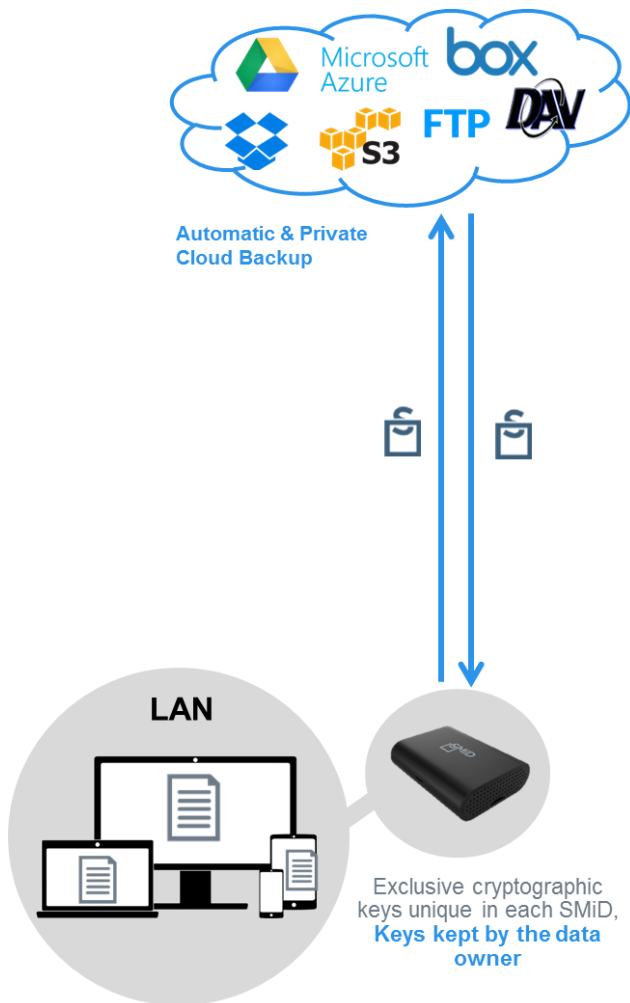 Microsoft
Azure
box
DAV
FTP
S3
Automatic & Private
Cloud Backup
S
S
LAN
SMiD
Exclusive cryptographic
keys unique in each SMiD,
Keys kept by the data
owner